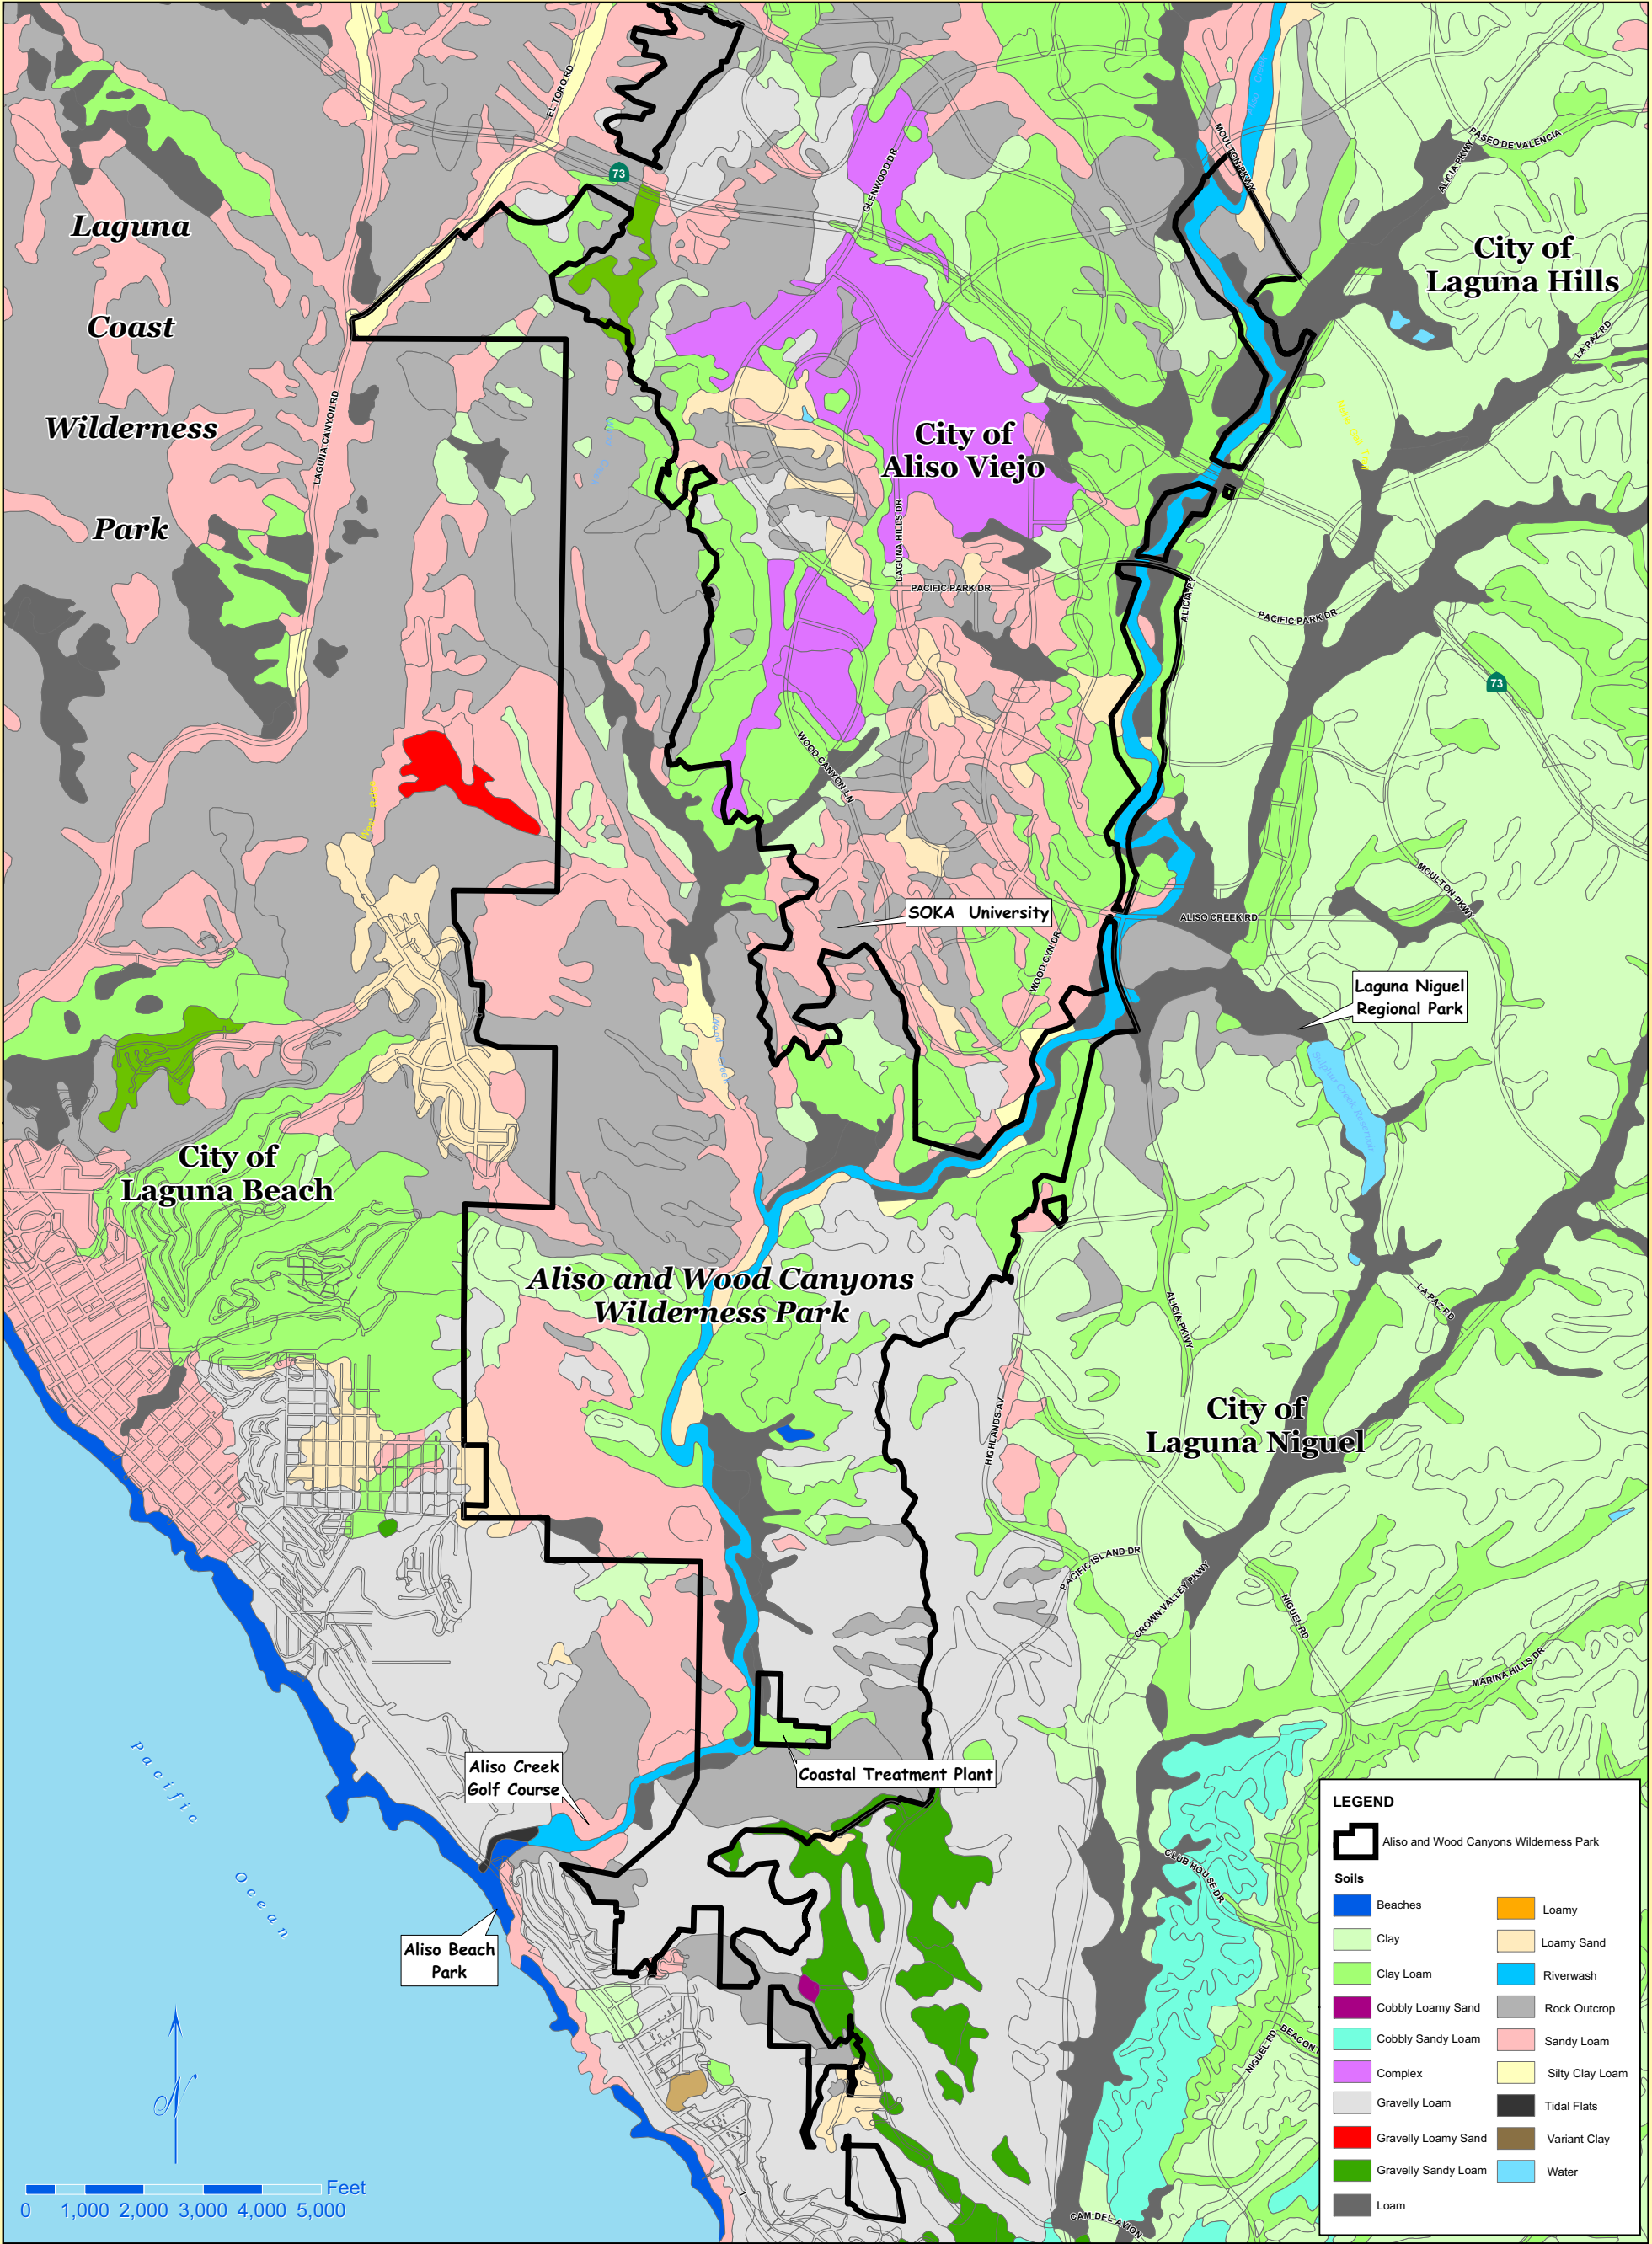 EL TORO RD
73
MOULTON PKWY
PASEO DE VALENCIA
ALICIA PKWY
GLENWOOD DR
Laguna
Coast
Wilderness
Park
City of
Laguna Hills
LA PAZ RD
LAGUNA CANYON RD
City of
Aliso Viejo
LAGUNA HILLS DR
PACIFIC PARK DR
ALICIA PY
PACIFIC PARK DR
73
WOOD CANYON LN
MOULTON PKWY
SOKA University
ALISO CREEK RD
WOOD CYN DR
Laguna Niguel
Regional Park
Sulphur Creek Reservoir
City of
Laguna Beach
Aliso and Wood Canyons
Wilderness Park
ALICIA PKWY
LA PAZ RD
HIGHLANDS AV
City of
Laguna Niguel
PACIFIC ISLAND DR
CROWN VALLEY PKWY
NIGUEL RD
MARINA HILLS DR
Pacific
Ocean
Aliso Creek
Golf Course
Coastal Treatment Plant
CLUB HOUSE DR
Aliso Beach
Park
NIGUEL RD
BEACON
CAM DEL AVION
N
Feet
0 1,000 2,000 3,000 4,000 5,000
LEGEND
Aliso and Wood Canyons Wilderness Park
Soils
Beaches
Clay
Clay Loam
Cobbly Loamy Sand
Cobbly Sandy Loam
Complex
Gravelly Loam
Gravelly Loamy Sand
Gravelly Sandy Loam
Loam
Loamy
Loamy Sand
Riverwash
Rock Outcrop
Sandy Loam
Silty Clay Loam
Tidal Flats
Variant Clay
Water